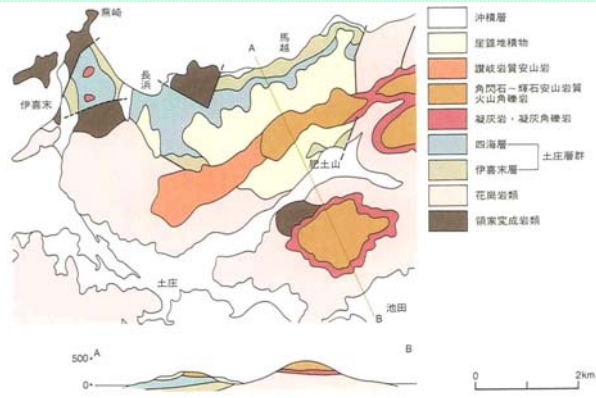 蕪崎
馬越
A
長浜
伊喜末
肥土山
土庄
池田
B
沖積層
崖錐堆積物
讃岐岩質安山岩
角閃石～輝石安山岩質
火山角礫岩
凝灰岩・凝灰角礫岩
四海層
土庄層群
伊喜末層
花崗岩類
領家変成岩類
500
A
B
0
0
2km